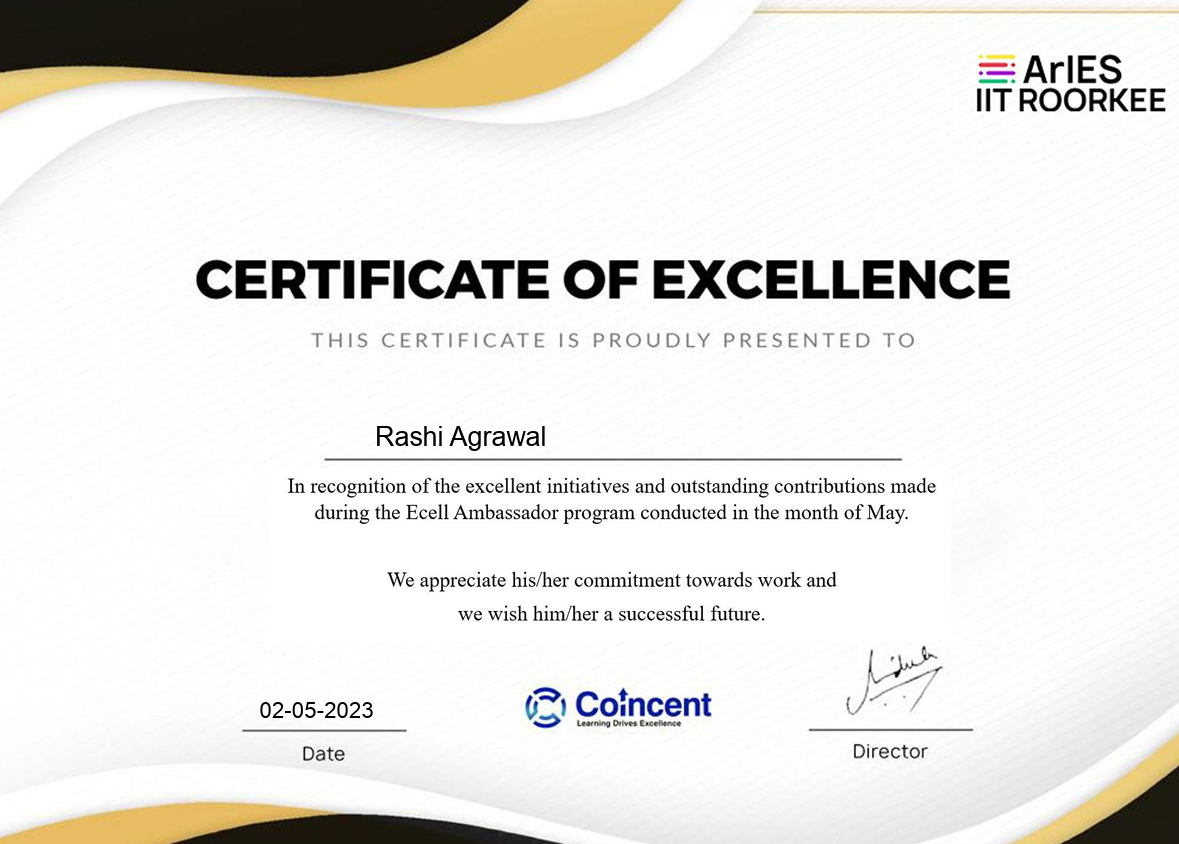 ArIES
IIT ROORKEE
CERTIFICATE OF EXCELLENCE
THIS CERTIFICATE IS PROUDLY PRESENTED TO
Rashi Agrawal
In recognition of the excellent initiatives and outstanding contributions made
during the Ecell Ambassador program conducted in the month of May.
We appreciate his/her commitment towards work and
we wish him/her a successful future.
02-05-2023
Date
Coincent
Learning Drives Excellence
Director